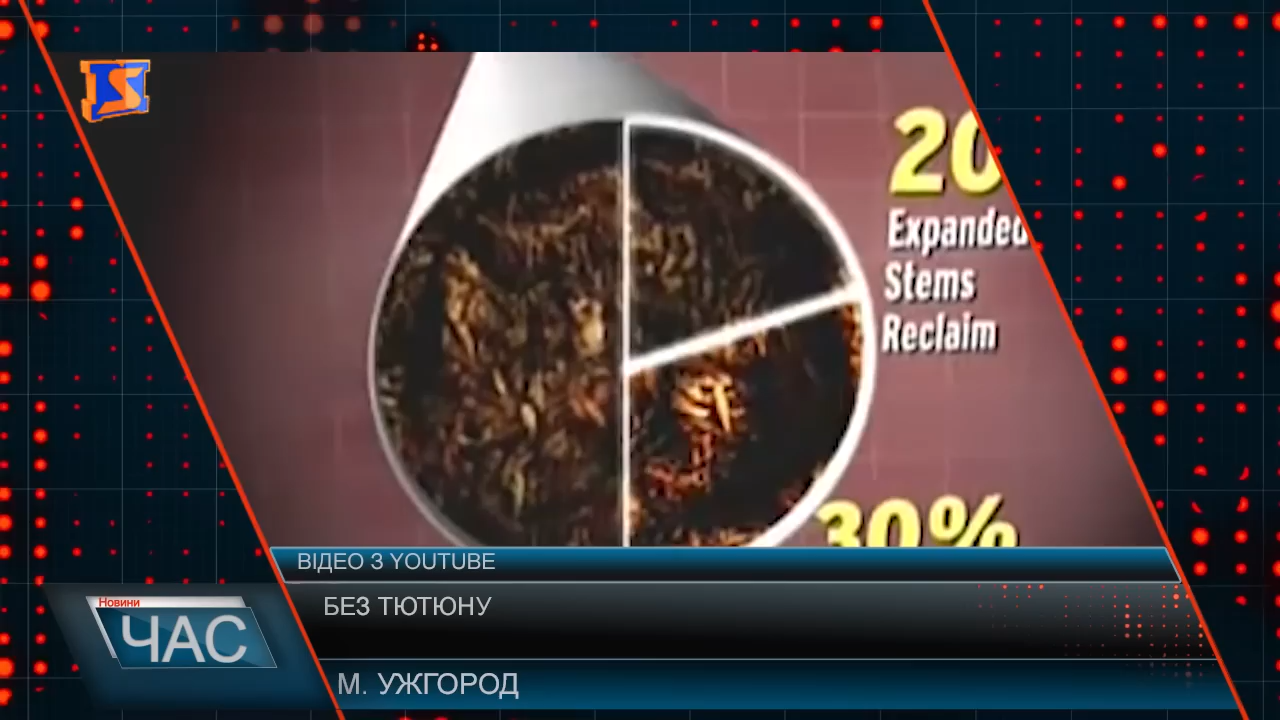 20
Expanded
Stems
Reclaim
30%
ВІДЕО З YOUTUBE
БЕЗ ТЮТЮНУ
Новини
ЧАС
М. УЖГОРОД